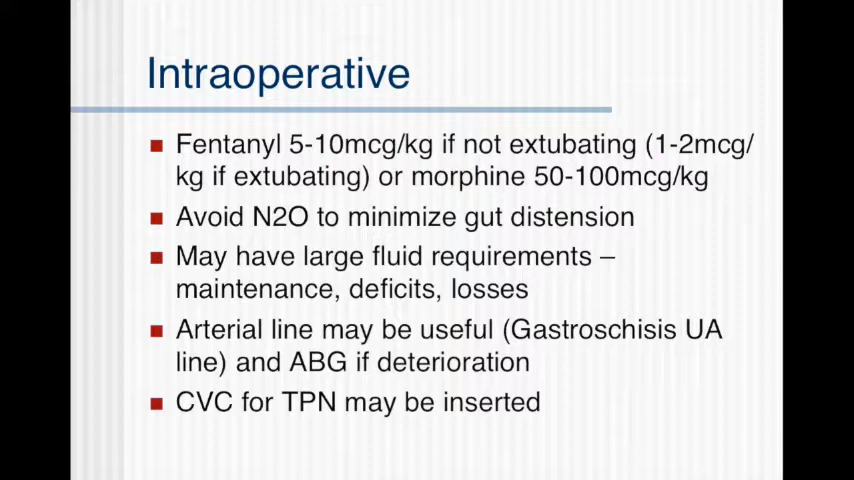 Intraoperative
Fentanyl 5-10mcg/kg if not extubating (1-2mcg/
kg if extubating) or morphine 50-100mcg/kg
Avoid N2O to minimize gut distension
May have large fluid requirements –
maintenance, deficits, losses
Arterial line may be useful (Gastroschisis UA
line) and ABG if deterioration
CVC for TPN may be inserted